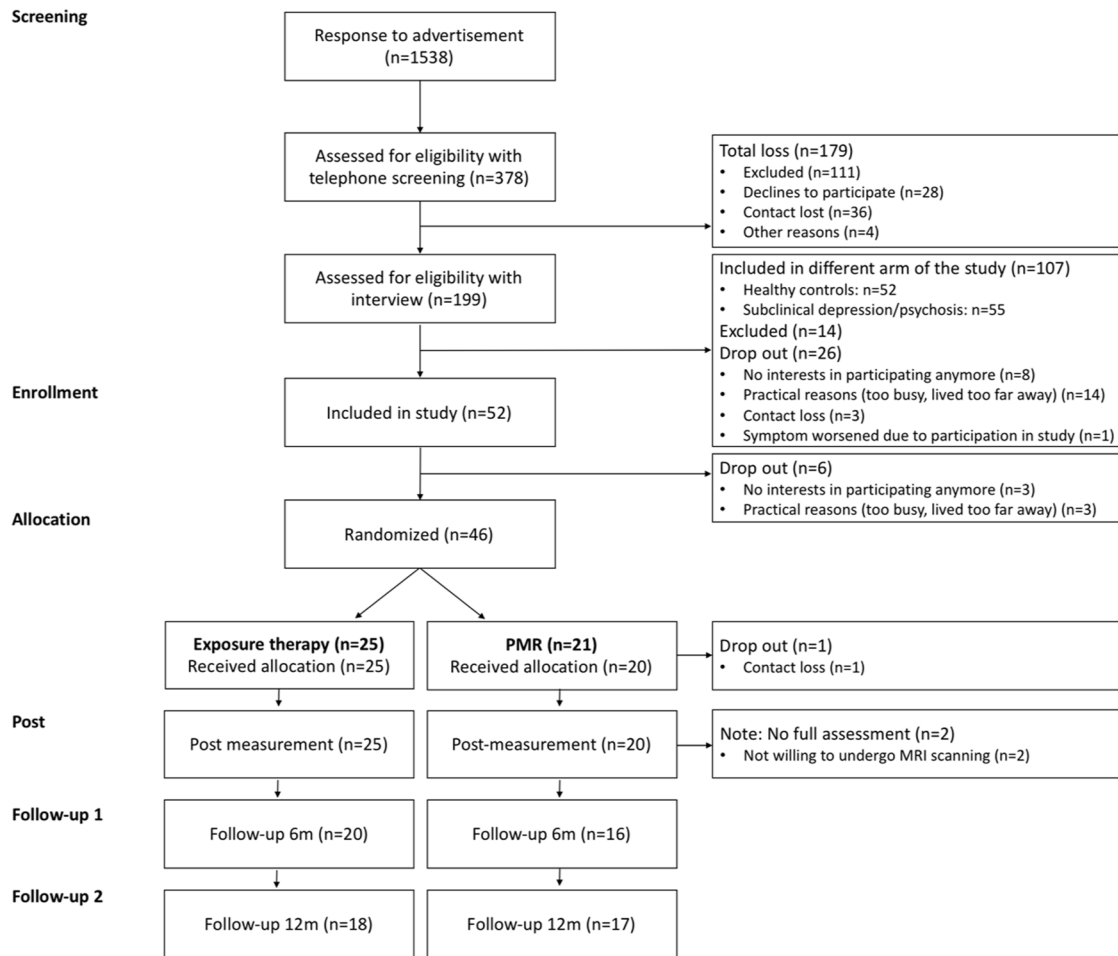 Screening
Response to advertisement
(n=1538)
Assessed for eligibility with
telephone screening (n=378)
Total loss (n=179)
• Excluded (n=111)
• Declines to participate (n=28)
• Contact lost (n=36)
• Other reasons (n=4)
Assessed for eligibility with
interview (n=199)
Included in different arm of the study (n=107)
• Healthy controls: n=52
• Subclinical depression/psychosis: n=55
Excluded (n=14)
Drop out (n=26)
• No interests in participating anymore (n=8)
• Practical reasons (too busy, lived too far away) (n=14)
• Contact loss (n=3)
• Symptom worsened due to participation in study (n=1)
Enrollment
Included in study (n=52)
Drop out (n=6)
• No interests in participating anymore (n=3)
• Practical reasons (too busy, lived too far away) (n=3)
Allocation
Randomized (n=46)
Exposure therapy (n=25)
Received allocation (n=25)
PMR (n=21)
Received allocation (n=20)
Drop out (n=1)
• Contact loss (n=1)
Post
Post measurement (n=25)
Post-measurement (n=20)
Note: No full assessment (n=2)
• Not willing to undergo MRI scanning (n=2)
Follow-up 1
Follow-up 6m (n=20)
Follow-up 6m (n=16)
Follow-up 2
Follow-up 12m (n=18)
Follow-up 12m (n=17)